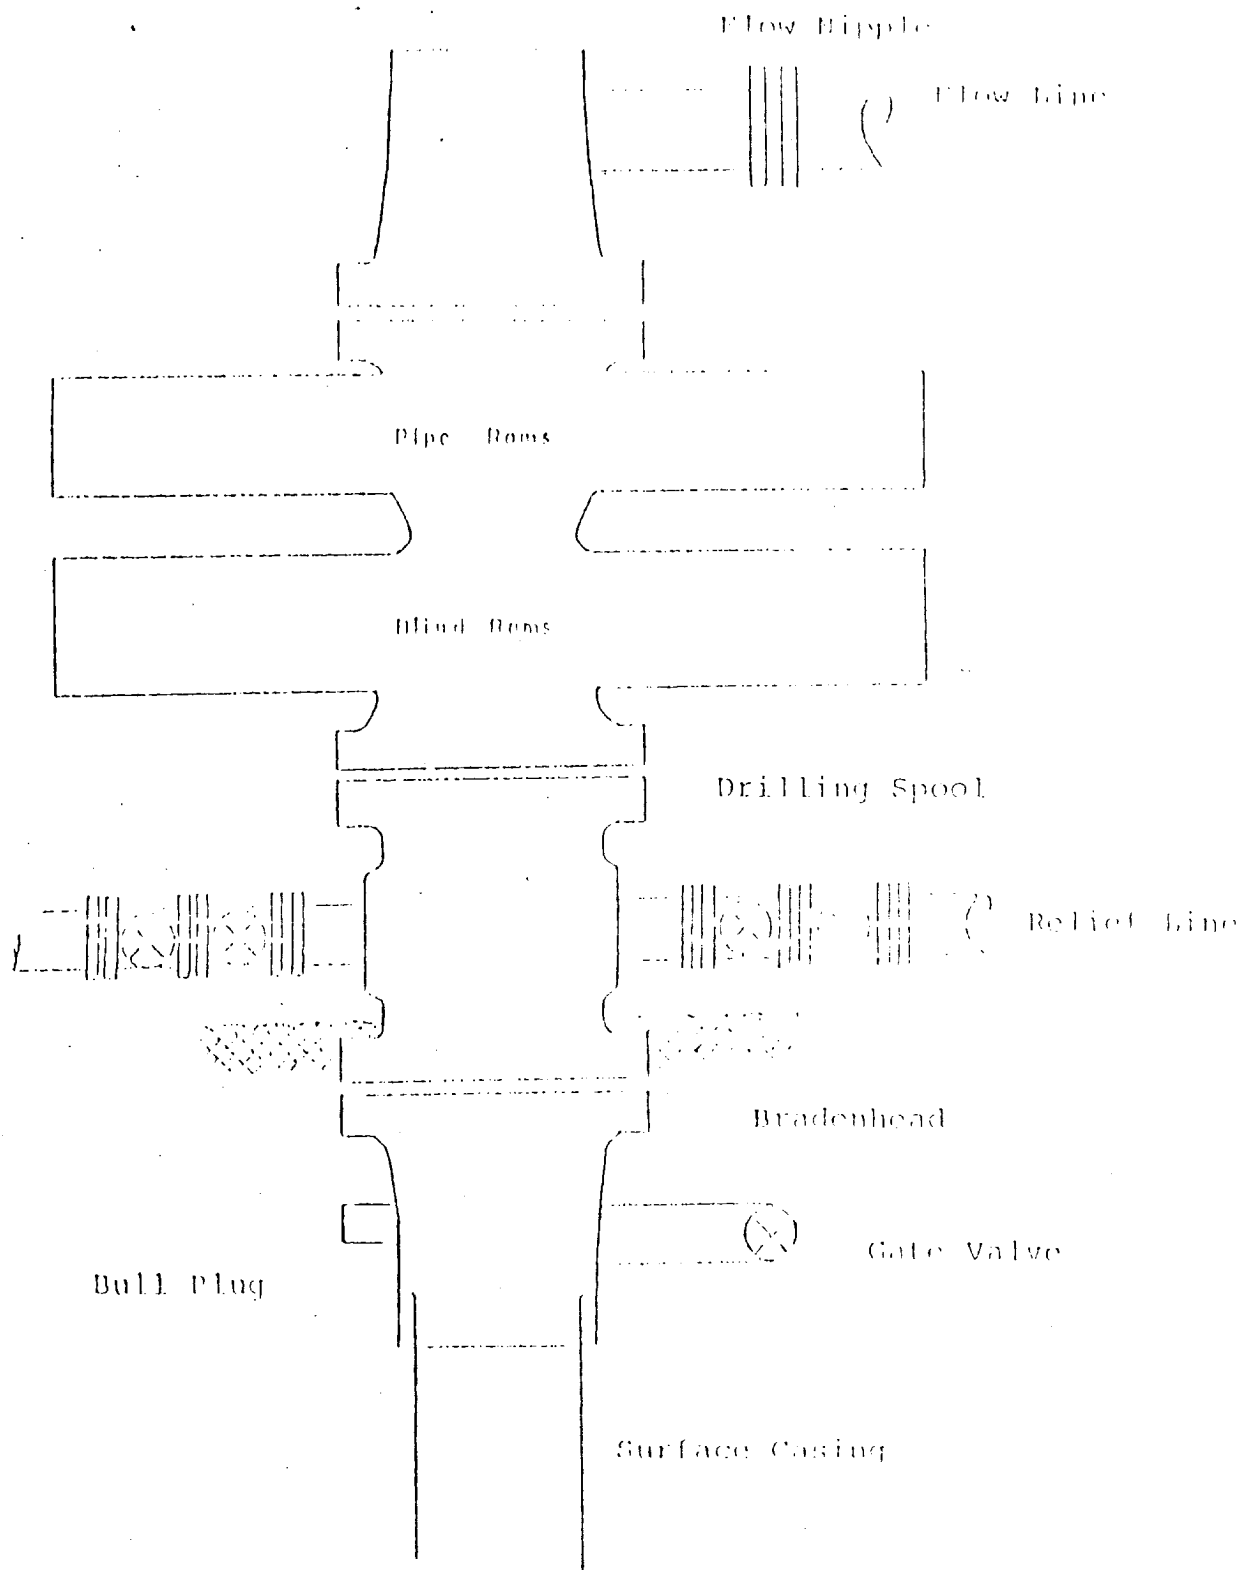 Flow Nipple
Flow Line
Pipe Rams
Blind Rams
Drilling Spool
Relief Line
Bradenhead
Gate Valve
Bull Plug
Surface Casing